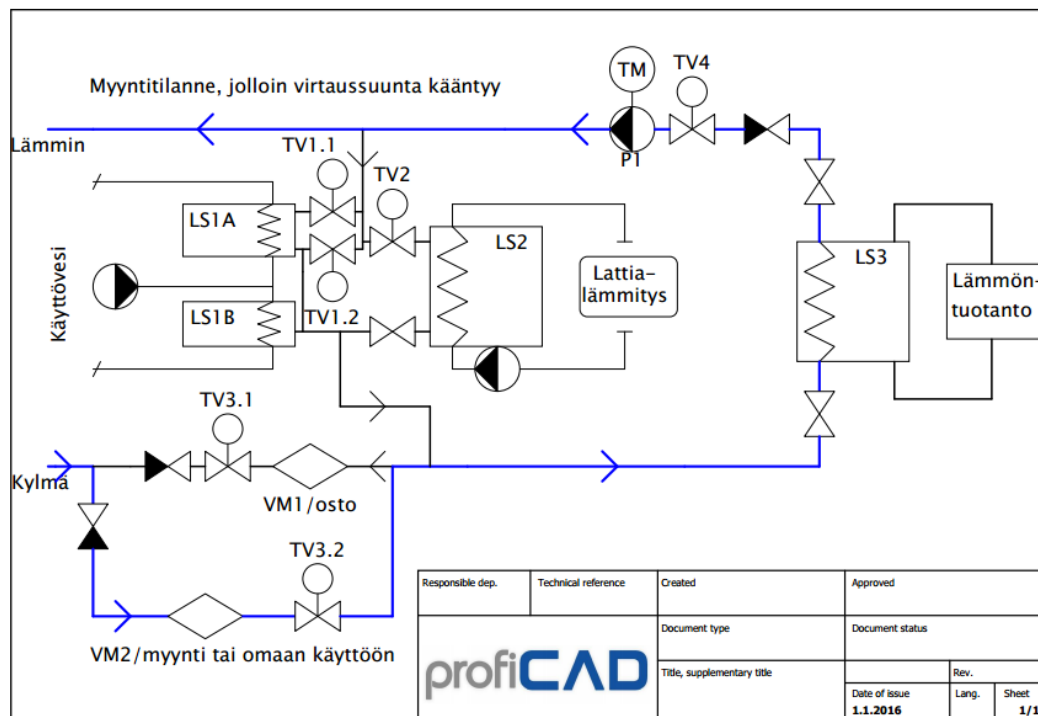 Myyntitilanne, jolloin virtaussuunta kääntyy
TM
TV4
Lämmin
P1
TV1.1
TV2
LS1A
LS2
LS3
Käyttövesi
Lattia-
lämmitys
Lämmön-
tuotanto
LS1B
TV1.2
TV3.1
Kylmä
VM1/osto
TV3.2
VM2/myynti tai omaan käyttöön
Responsible dep.
Technical reference
Created
Approved
Document type
Document status
profiCAD
Title, supplementary title
Rev.
Date of issue
Lang.
Sheet
1.1.2016
1/1